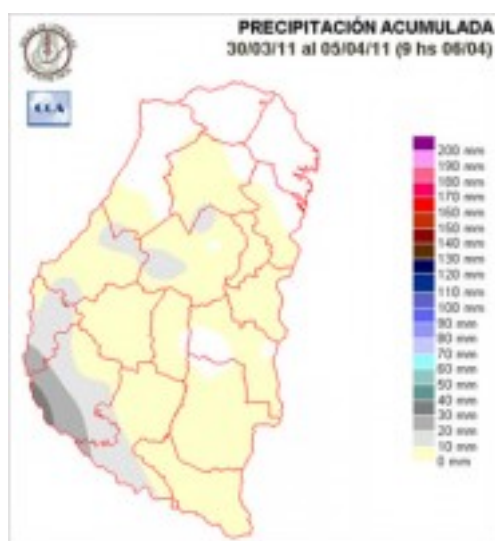 PRECIPITACIÓN ACUMULADA
30/03/11 al 05/04/11 (9 hs 06/04)
CCA
200 mm
190 mm
180 mm
170 mm
160 mm
150 mm
140 mm
130 mm
120 mm
110 mm
100 mm
90 mm
80 mm
70 mm
60 mm
50 mm
40 mm
30 mm
20 mm
10 mm
0 mm